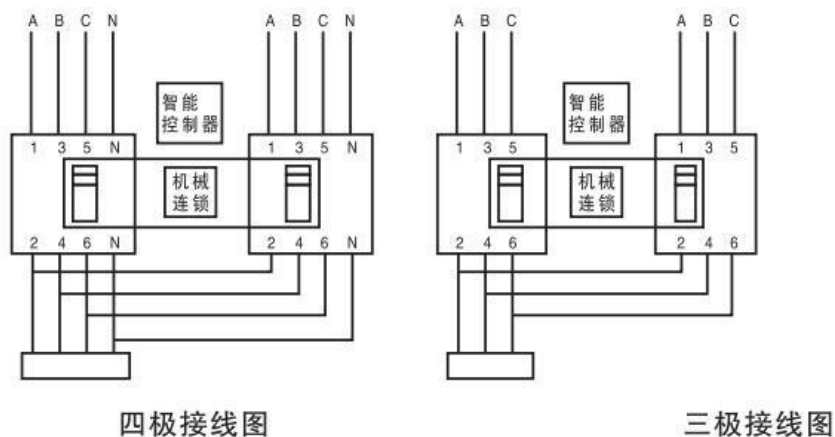 A B C N
A B C N
智能
控制器
1 3 5 N
1 3 5 N
机械
连锁
2 4 6 N
2 4 6 N
四极接线图
A B C
A B C
智能
控制器
1 3 5
1 3 5
机械
连锁
2 4 6
2 4 6
三极接线图